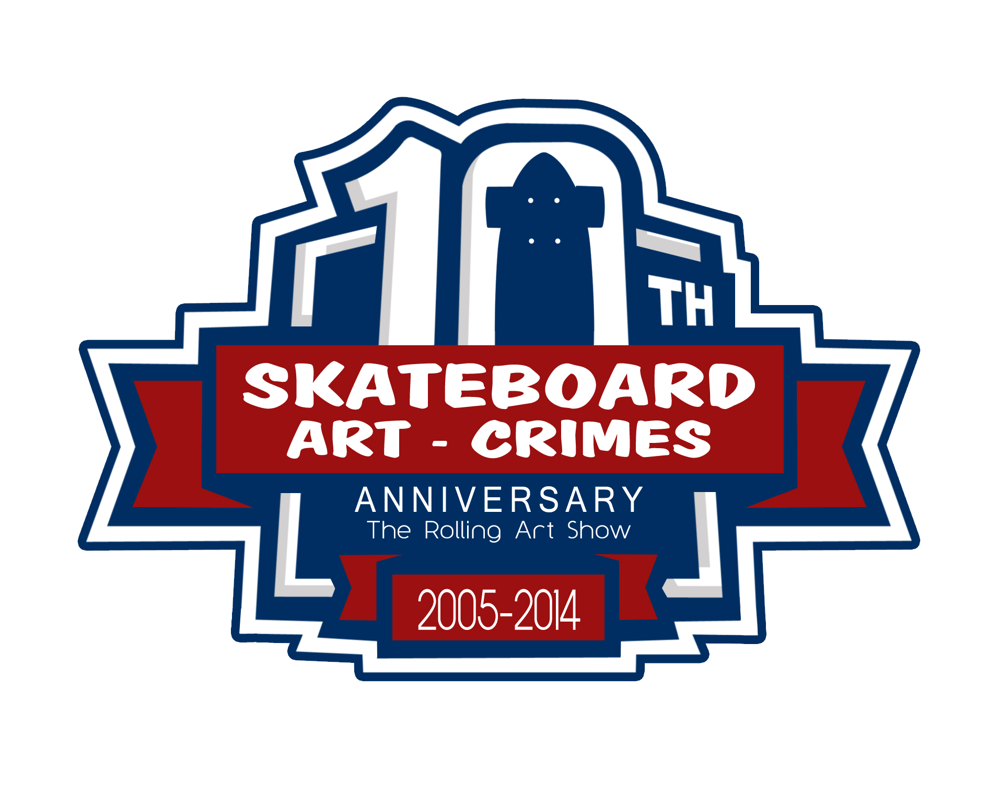 10TH
SKATEBOARD
ART - CRIMES
ANNIVERSARY
The Rolling Art Show
2005-2014